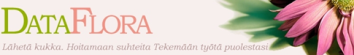 DATAFLORA
Lähetä kukka. Hoitamaan suhteita Tekemään työtä puolestasi